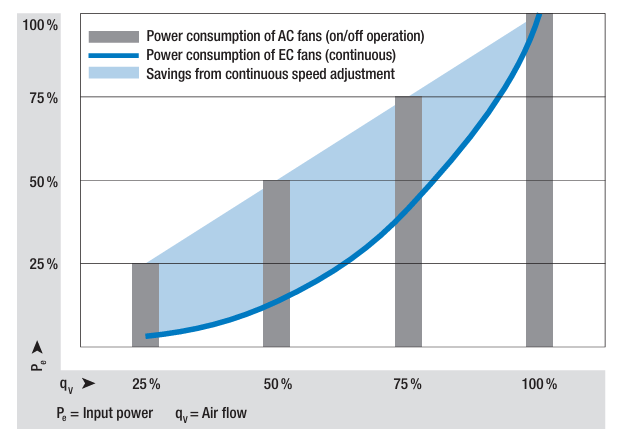 100 %
Power consumption of AC fans (on/off operation)
Power consumption of EC fans (continuous)
Savings from continuous speed adjustment
75 %
50 %
25 %
Pe
qV 25 % 50 % 75 % 100 %
Pe = Input power qV = Air flow